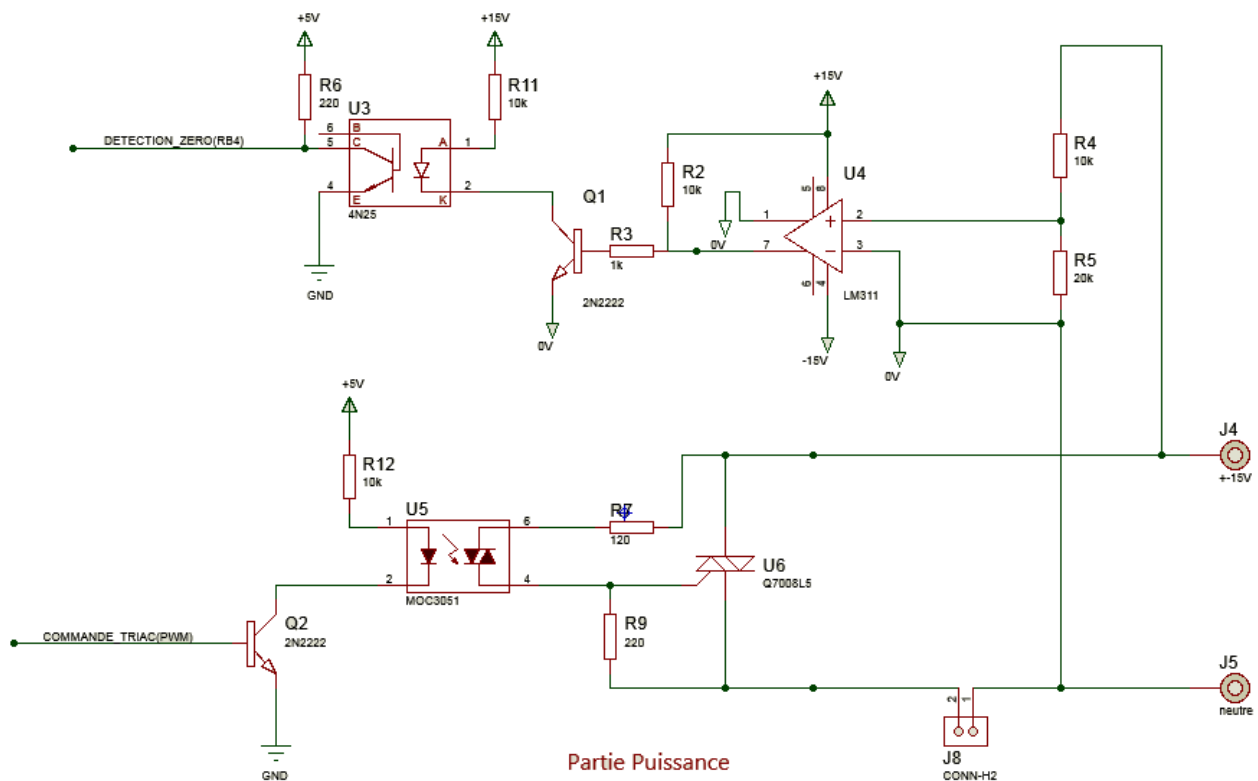 +5V
+15V
R6
220
R11
10k
U3
DETECTION_ZERO(RB4)
6
B
5
C
4
E
A
1
K
2
4N25
GND
Q1
2N2222
0V
R3
1k
R2
10k
+15V
0V
U4
5
8
1
7
+
−
2
3
6
4
LM311
-15V
0V
R4
10k
R5
20k
+5V
R12
10k
U5
1
2
6
4
MOC3051
R7
120
U6
Q7008L5
J4
+-15V
COMMANDE_TRIAC(PWM)
Q2
2N2222
GND
R9
220
2
1
J8
CONN-H2
J5
neutre
Partie Puissance